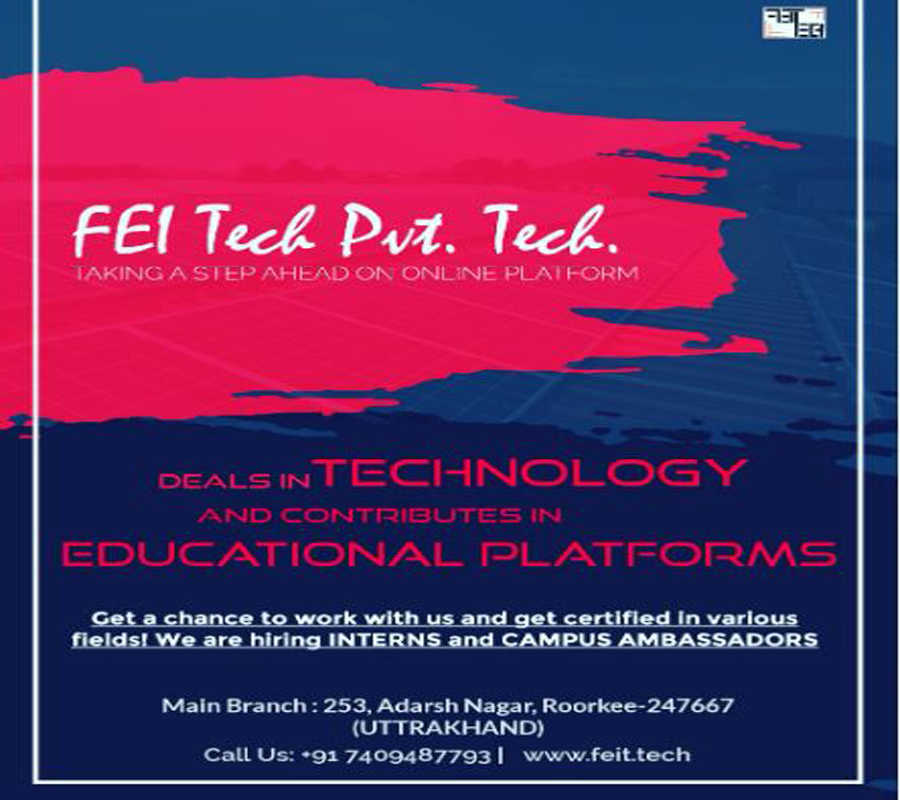 FEI Tech Pvt. Tech.
TAKING A STEP AHEAD ON ONLINE PLATFORM
DEALS IN TECHNOLOGY
AND CONTRIBUTES IN
EDUCATIONAL PLATFORMS
Get a chance to work with us and get certified in various
fields! We are hiring INTERNS and CAMPUS AMBASSADORS
Main Branch : 253, Adarsh Nagar, Roorkee-247667
(UTTRAKHAND)
Call Us: +91 7409487793 | www.feit.tech